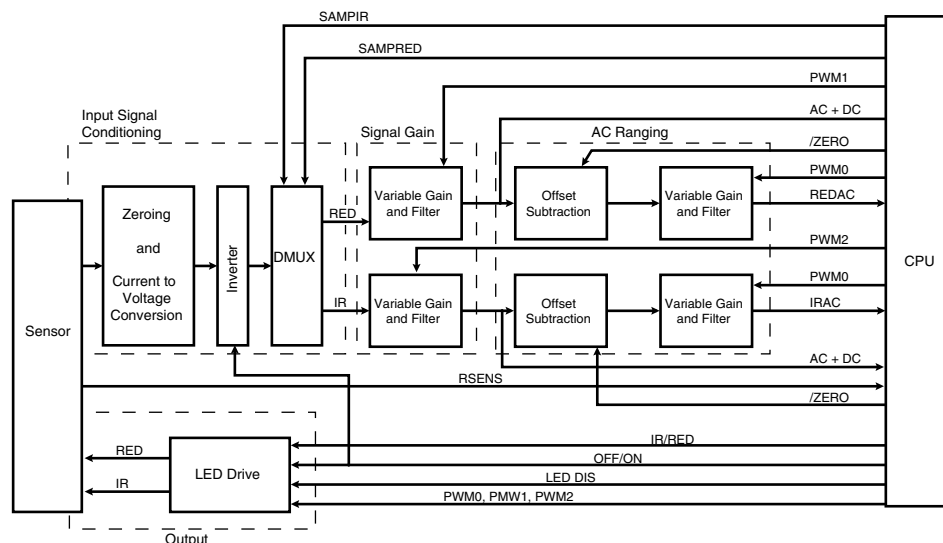 SAMPIR
SAMPRED
PWM1
Input Signal
Conditioning
Signal Gain
AC + DC
AC Ranging
/ZERO
PWM0
Zeroing
and
Current to
Voltage
Conversion
Inverter
DMUX
RED
Variable Gain
and Filter
Offset
Subtraction
Variable Gain
and Filter
REDAC
PWM2
CPU
Sensor
IR
Variable Gain
and Filter
Offset
Subtraction
Variable Gain
and Filter
PWM0
IRAC
AC + DC
RSENS
/ZERO
RED
IR
LED Drive
IR/RED
OFF/ON
LED DIS
PWM0, PMW1, PWM2
Output